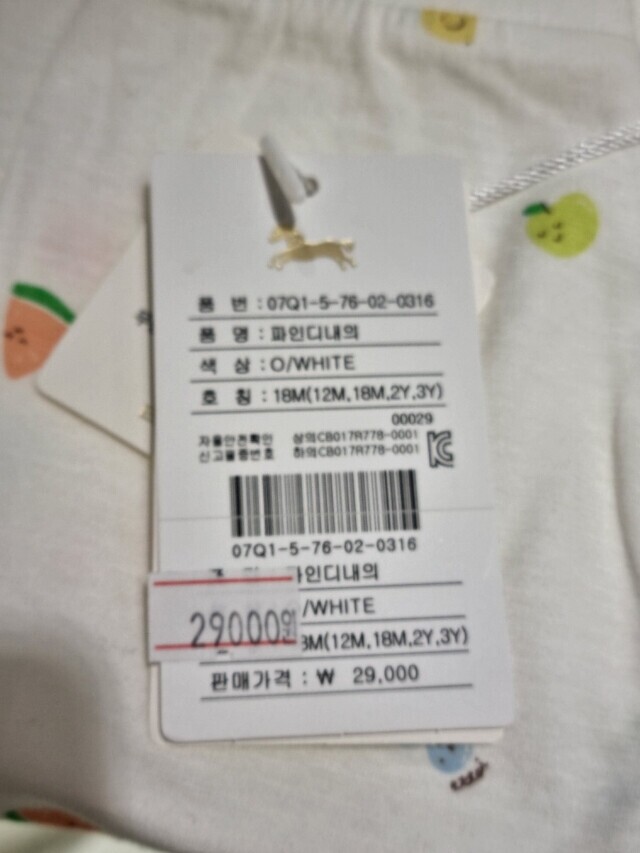 품 번 : 07Q1-5-76-02-0316
품 명 : 파인디내의
색 상 : O/WHITE
호 칭 : 18M(12M,18M,2Y,3Y)
00029
자율안전확인 상의CB017R778-0001
신고필증번호 하의CB017R778-0001
07Q1-5-76-02-0316
파인디내의
/WHITE
29,000원
8M(12M,18M,2Y,3Y)
판매가격 : ₩ 29,000